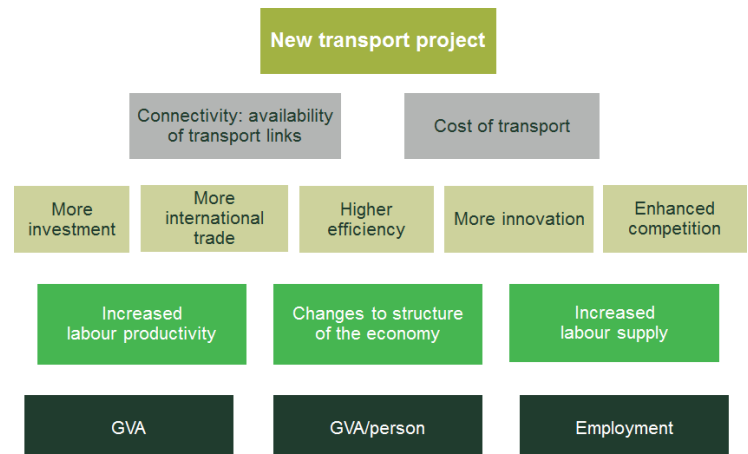 New transport project
Connectivity: availability
of transport links
Cost of transport
More
investment
More
international
trade
Higher
efficiency
More innovation
Enhanced
competition
Increased
labour productivity
Changes to structure
of the economy
Increased
labour supply
GVA
GVA/person
Employment